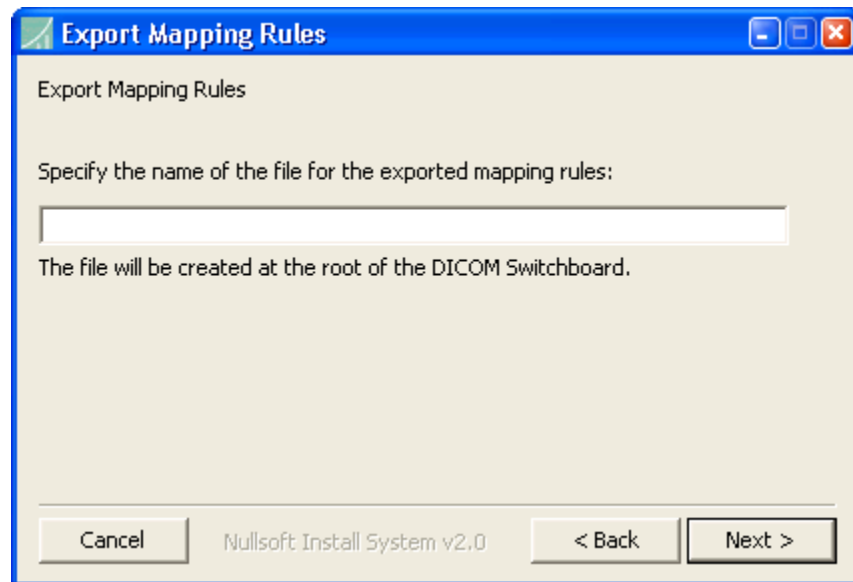 Export Mapping Rules
Export Mapping Rules
Specify the name of the file for the exported mapping rules:
The file will be created at the root of the DICOM Switchboard.
Cancel
Nullsoft Install System v2.0
< Back
Next >